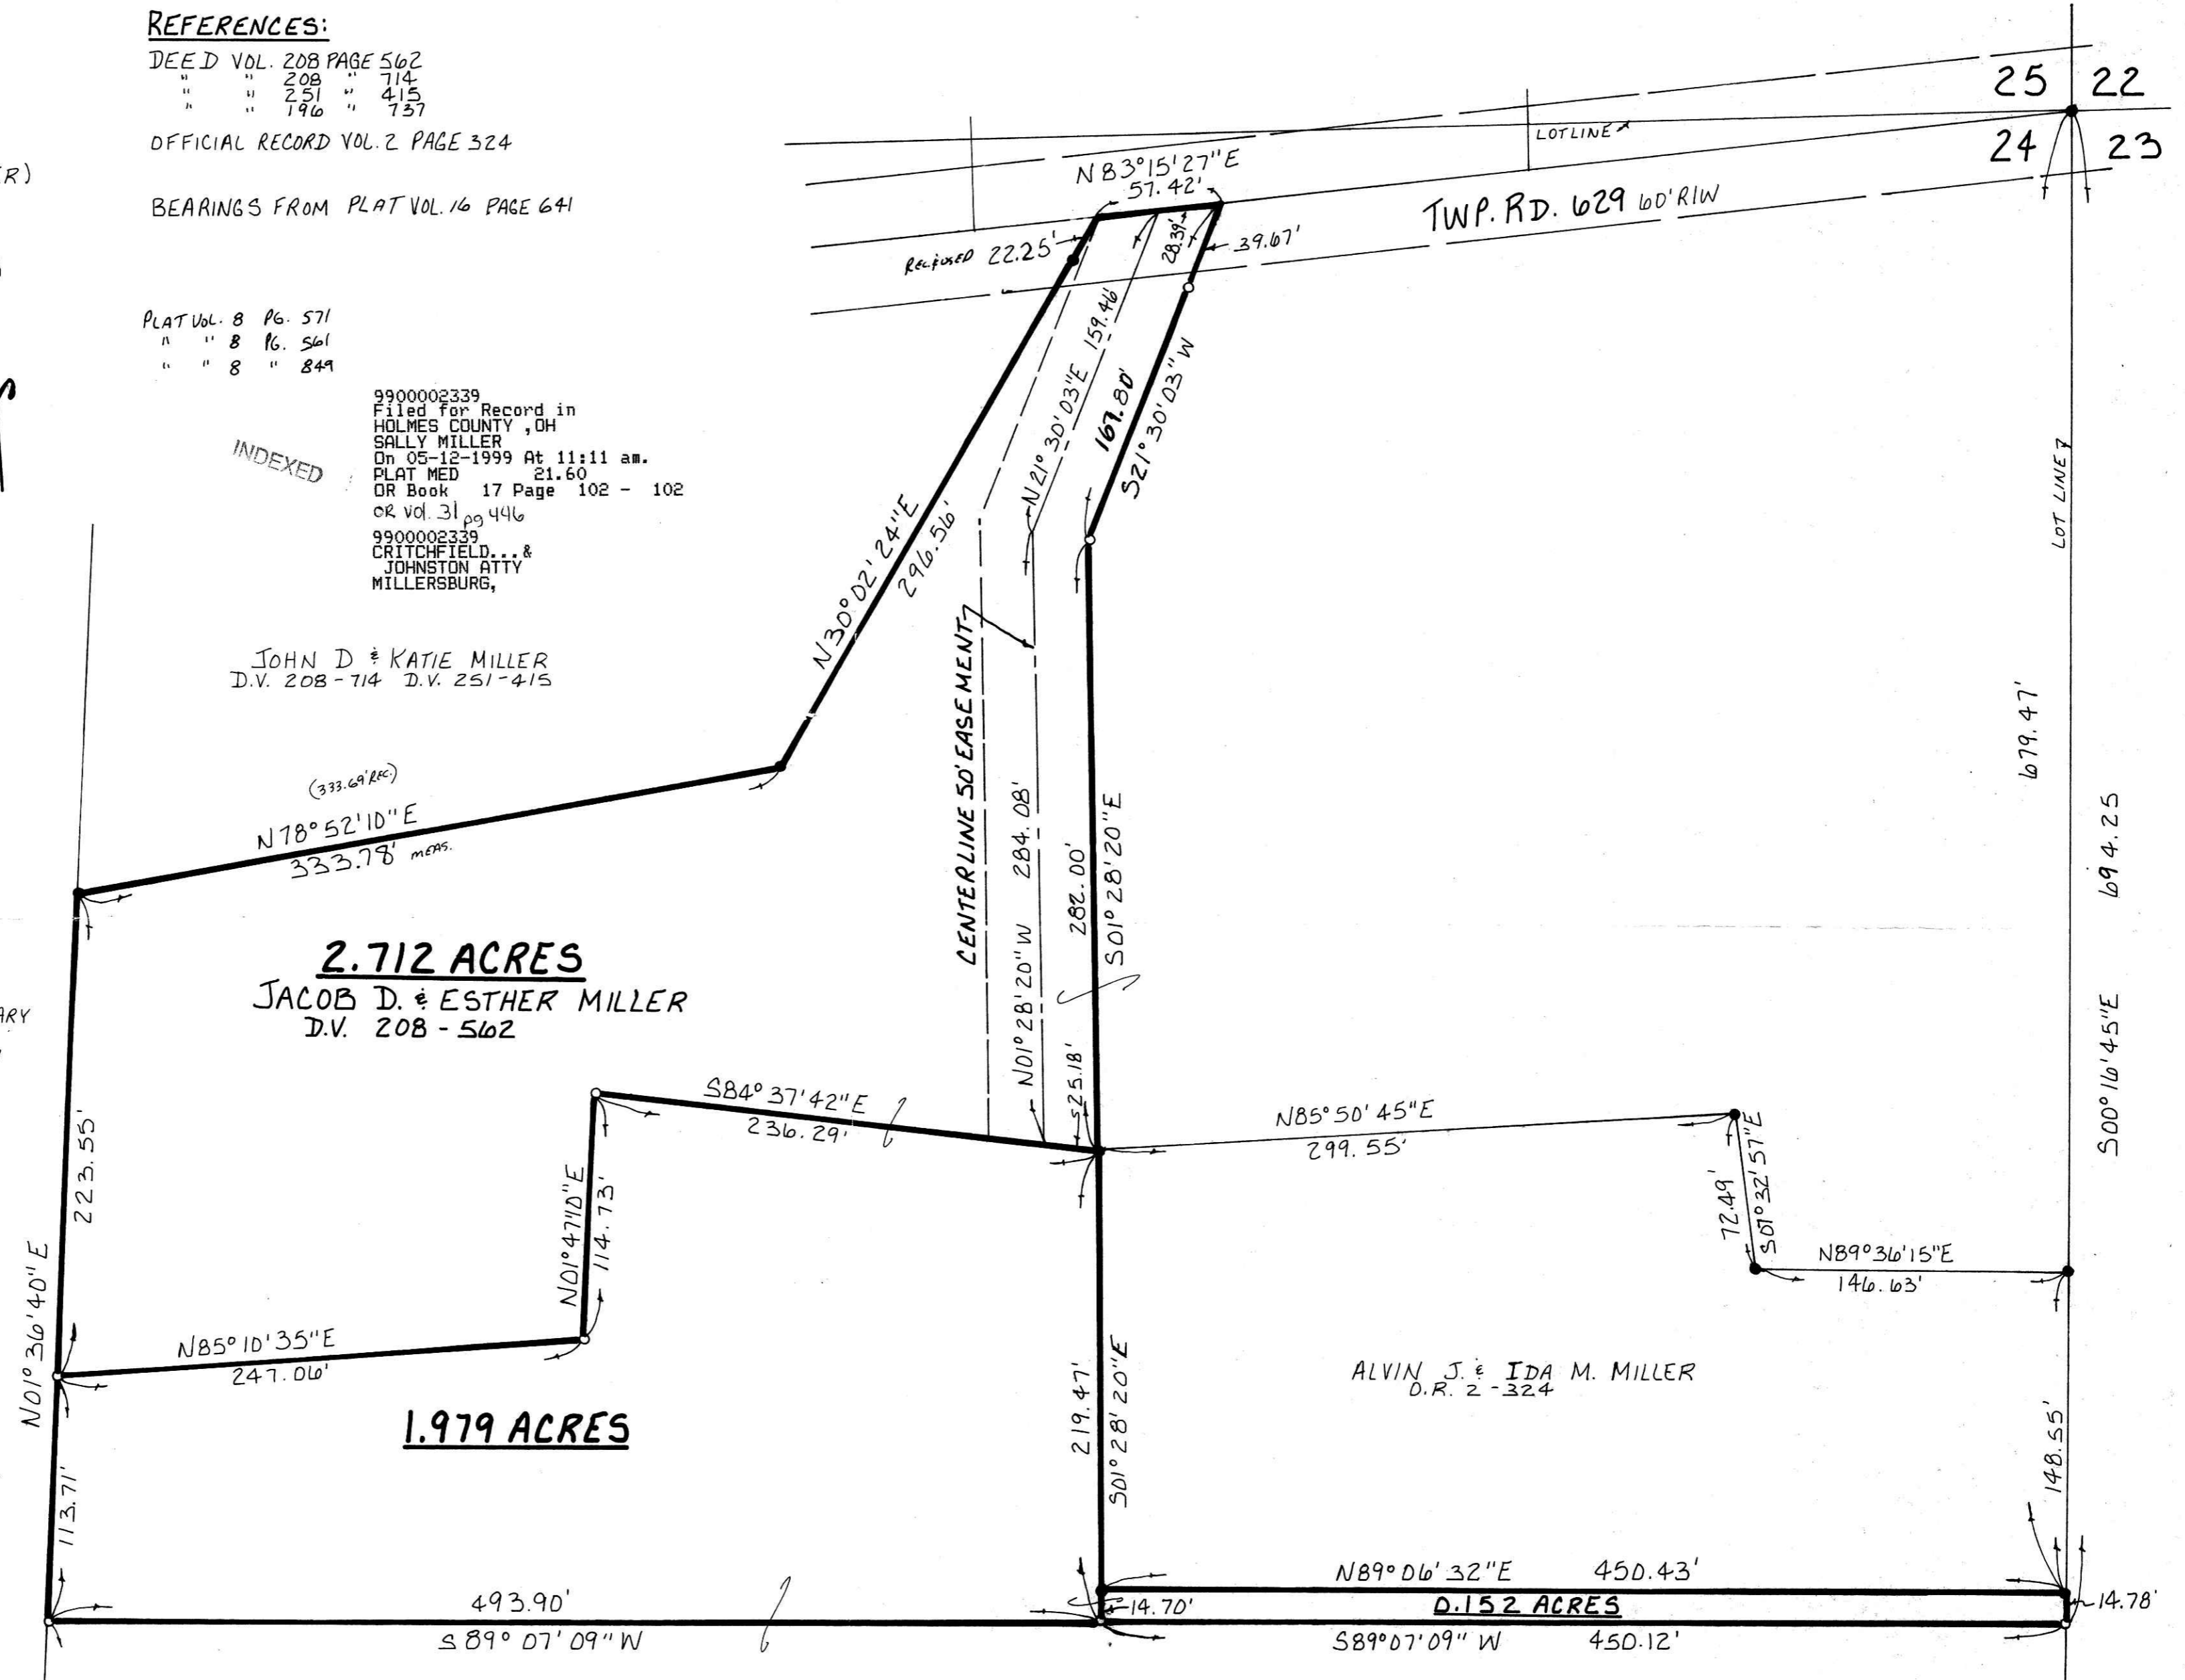 REFERENCES:
DEED VOL. 208 PAGE 562
" " 208 " 714
" " 251 " 415
" " 196 " 737
OFFICIAL RECORD VOL. 2 PAGE 324
R)
BEARINGS FROM PLAT VOL. 16 PAGE 641
PLAT VOL. 8 PG. 571
" " 8 PG. 561
" " 8 " 849
INDEXED
9900002339
Filed for Record in
HOLMES COUNTY ,OH
SALLY MILLER
On 05-12-1999 At 11:11 am.
PLAT MED 21.60
OR Book 17 Page 102 - 102
OR Vol. 31 pg 446
9900002339
CRITCHFIELD...&
JOHNSTON ATTY
MILLERSBURG,
25 22
24 23
LOT LINE
N83°15'27"E
57.42'
TWP. RD. 629 60' R/W
REC. & USED 22.25'
28.39'
39.67'
N21°30'03"E 159.46'
S21°30'03"W
N30°02'24"E
296.56'
CENTERLINE 50' EASEMENT
LOT LINE
679.47'
694.25
S00°16'45"E
JOHN D & KATIE MILLER
D.V. 208-714 D.V. 251-415
(333.69' REC.)
N78°52'10"E
333.78' MEAS.
2.712 ACRES
JACOB D. & ESTHER MILLER
D.V. 208-562
ARY
N01°28'20"W 284.08'
282.00'
S01°28'20"E
25.18'
223.55'
N01°36'40"E
S84°37'42"E
236.29'
N01°47'10"E
114.73'
N85°10'35"E
247.06'
N85°50'45"E
299.55'
72.49'
S07°32'57"E
N89°36'15"E
146.63'
ALVIN J. & IDA M. MILLER
O.R. 2-324
1.979 ACRES
219.47'
S01°28'20"E
113.71'
148.55'
493.90'
S89°07'09"W
N89°06'32"E 450.43'
14.70'
0.152 ACRES
14.78'
S89°07'09"W 450.12'